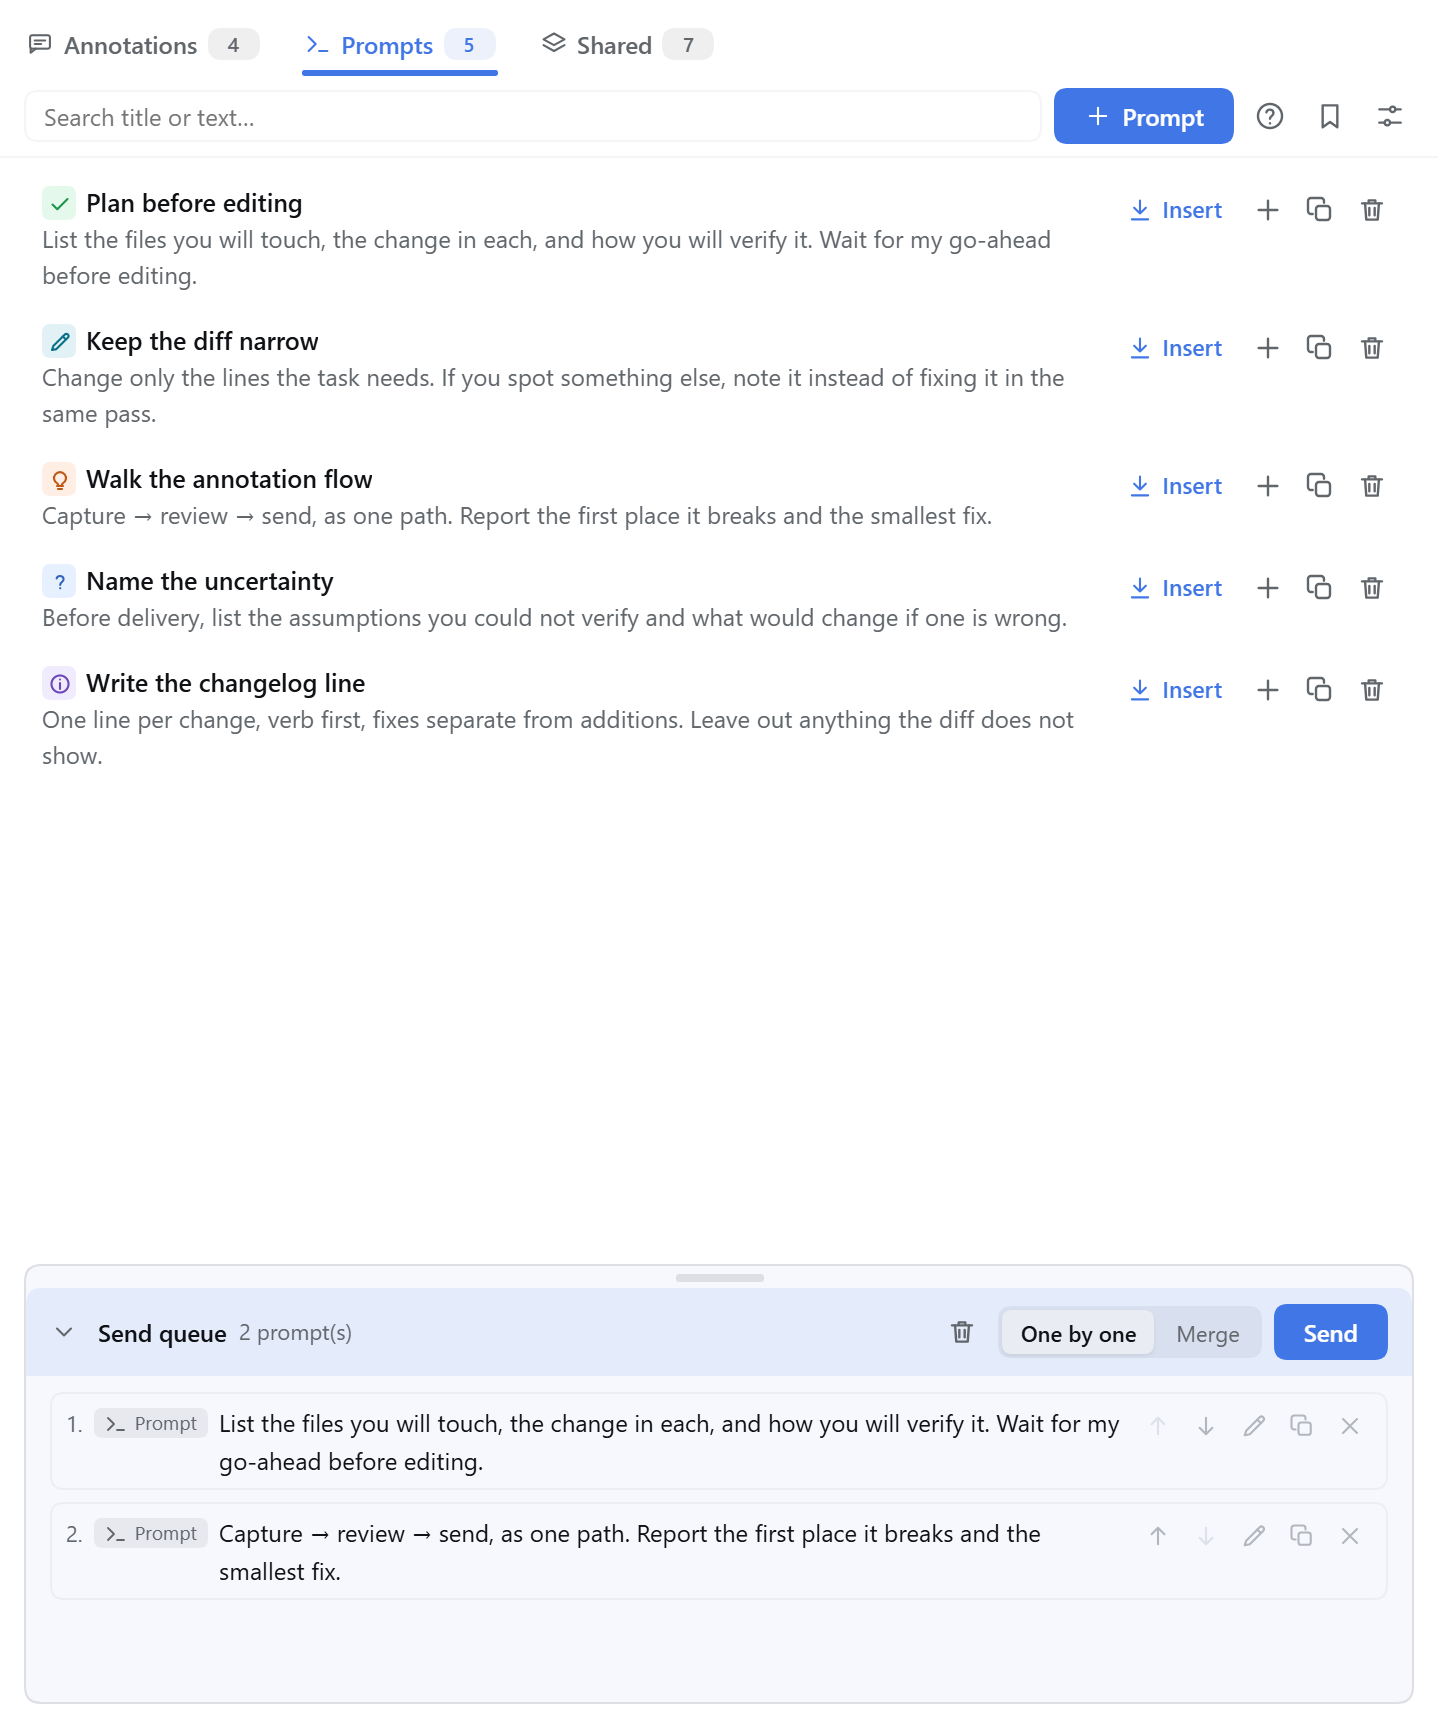 Annotations 4 Prompts 5 Shared 7
Search title or text...
Prompt
Plan before editing
Insert
List the files you will touch, the change in each, and how you will verify it. Wait for my go-ahead
before editing.
Keep the diff narrow
Insert
Change only the lines the task needs. If you spot something else, note it instead of fixing it in the
same pass.
Walk the annotation flow
Insert
Capture → review → send, as one path. Report the first place it breaks and the smallest fix.
? Name the uncertainty
Insert
Before delivery, list the assumptions you could not verify and what would change if one is wrong.
Write the changelog line
Insert
One line per change, verb first, fixes separate from additions. Leave out anything the diff does not
show.
Send queue 2 prompt(s)
One by one Merge Send
1. Prompt List the files you will touch, the change in each, and how you will verify it. Wait for my
go-ahead before editing.
2. Prompt Capture → review → send, as one path. Report the first place it breaks and the
smallest fix.